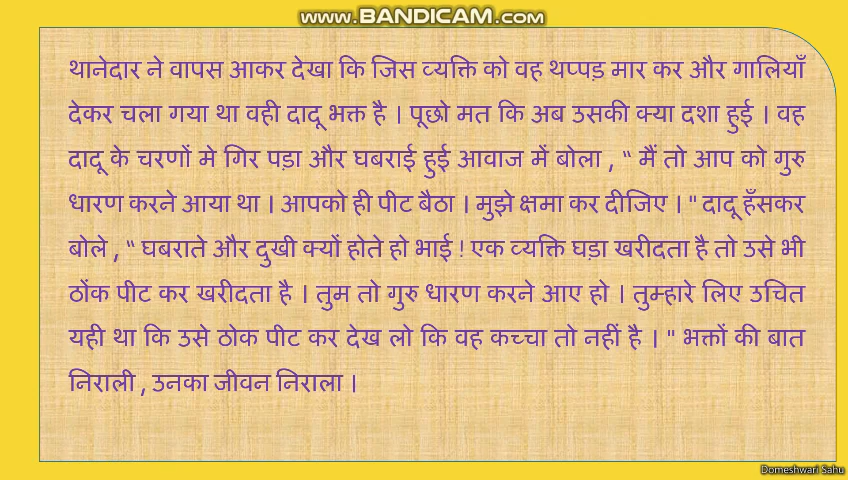 www.BANDICAM.com
थानेदार ने वापस आकर देखा कि जिस व्यक्ति को वह थप्पड़ मार कर और गालियाँ
देकर चला गया था वही दादू भक्त है । पूछो मत कि अब उसकी क्या दशा हुई । वह
दादू के चरणों मे गिर पड़ा और घबराई हुई आवाज में बोला , “ मैं तो आप को गुरु
धारण करने आया था । आपको ही पीट बैठा । मुझे क्षमा कर दीजिए । " दादू हँसकर
बोले , “ घबराते और दुखी क्यों होते हो भाई ! एक व्यक्ति घड़ा खरीदता है तो उसे भी
ठोंक पीट कर खरीदता है । तुम तो गुरु धारण करने आए हो । तुम्हारे लिए उचित
यही था कि उसे ठोक पीट कर देख लो कि वह कच्चा तो नहीं है । " भक्तों की बात
निराली , उनका जीवन निराला ।
Domeshwari Sahu